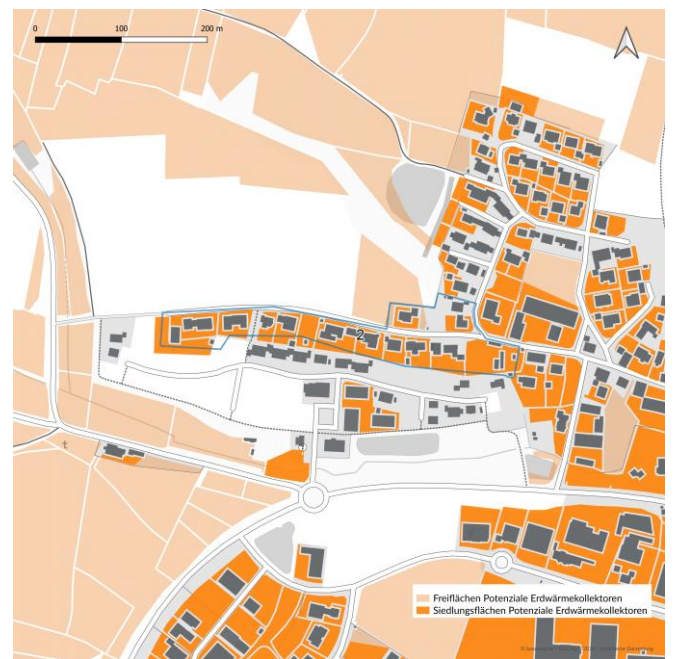 0 100 200 m
2
Freiflächen Potenziale Erdwärmekollektoren
Siedlungsflächen Potenziale Erdwärmekollektoren